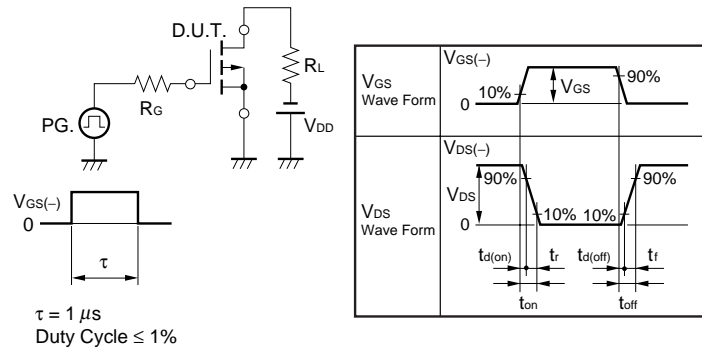 D.U.T.
RL
RG
PG.
VDD
VGS(−)
0
τ
τ = 1 μs
Duty Cycle ≤ 1%
VGS
Wave Form
VGS(−)
10%
VGS
90%
0
VDS
Wave Form
VDS(−)
90%
VDS
10%
10%
90%
0
td(on)
tr
td(off)
tf
ton
toff